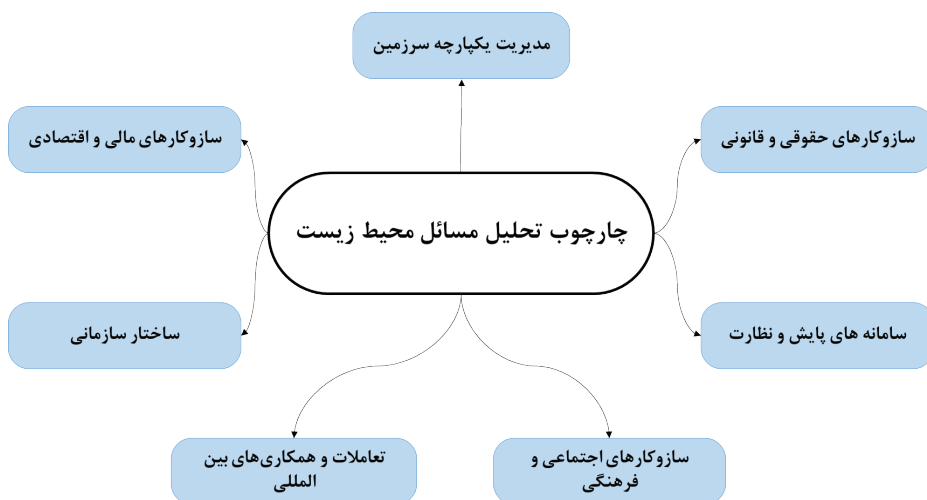 مدیریت یکپارچه سرزمین
سازوکارهای حقوقی و قانونی
سازوکارهای مالی و اقتصادی
چارچوب تحلیل مسائل محیط زیست
سامانه های پایش و نظارت
ساختار سازمانی
سازوکارهای اجتماعی و
فرهنگی
تعاملات و همکاری‌های بین
المللی